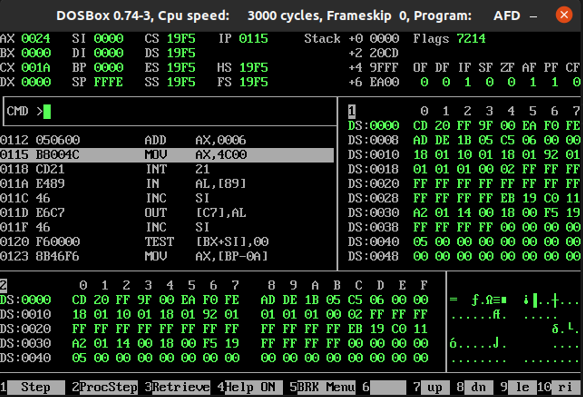 DOSBox 0.74-3, Cpu speed: 3000 cycles, Frameskip 0, Program: AFD
AX 0024 SI 0000 CS 19F5 IP 0115 Stack +0 0000 Flags 7214
BX 0000 DI 0000 DS 19F5 +2 20CD
CX 001A BP 0000 ES 19F5 HS 19F5 +4 9FFF OF DF IF SF ZF AF PF CF
DX 0000 SP FFFE SS 19F5 FS 19F5 +6 EA00 0 0 1 0 0 1 1 0
CMD >
1 0 1 2 3 4 5 6 7
DS:0000 CD 20 FF 9F 00 EA F0 FE
0112 050600 ADD AX,0006 DS:0008 AD DE 1B 05 C5 06 00 00
0115 B8004C MOV AX,4C00 DS:0010 18 01 10 01 18 01 92 01
0118 CD21 INT 21 DS:0018 01 01 01 00 02 FF FF FF
011A E489 IN AL,[89] DS:0020 FF FF FF FF FF FF FF FF
011C 46 INC SI DS:0028 FF FF FF FF EB 19 C0 11
011D E6C7 OUT [C7],AL DS:0030 A2 01 14 00 18 00 F5 19
011F 46 INC SI DS:0038 FF FF FF FF 00 00 00 00
0120 F60000 TEST [BX+SI],00 DS:0040 05 00 00 00 00 00 00 00
0123 8B46F6 MOV AX,[BP-0A] DS:0048 00 00 00 00 00 00 00 00
2 0 1 2 3 4 5 6 7 8 9 A B C D E F
DS:0000 CD 20 FF 9F 00 EA F0 FE AD DE 1B 05 C5 06 00 00
DS:0010 18 01 10 01 18 01 92 01 01 01 01 00 02 FF FF FF
DS:0020 FF FF FF FF FF FF FF FF FF FF FF FF EB 19 C0 11
DS:0030 A2 01 14 00 18 00 F5 19 FF FF FF FF 00 00 00 00
DS:0040 05 00 00 00 00 00 00 00 00 00 00 00 00 00 00 00
1 Step 2ProcStep 3Retrieve 4Help ON 5BRK Menu 6 7 up 8 dn 9 le 10 ri